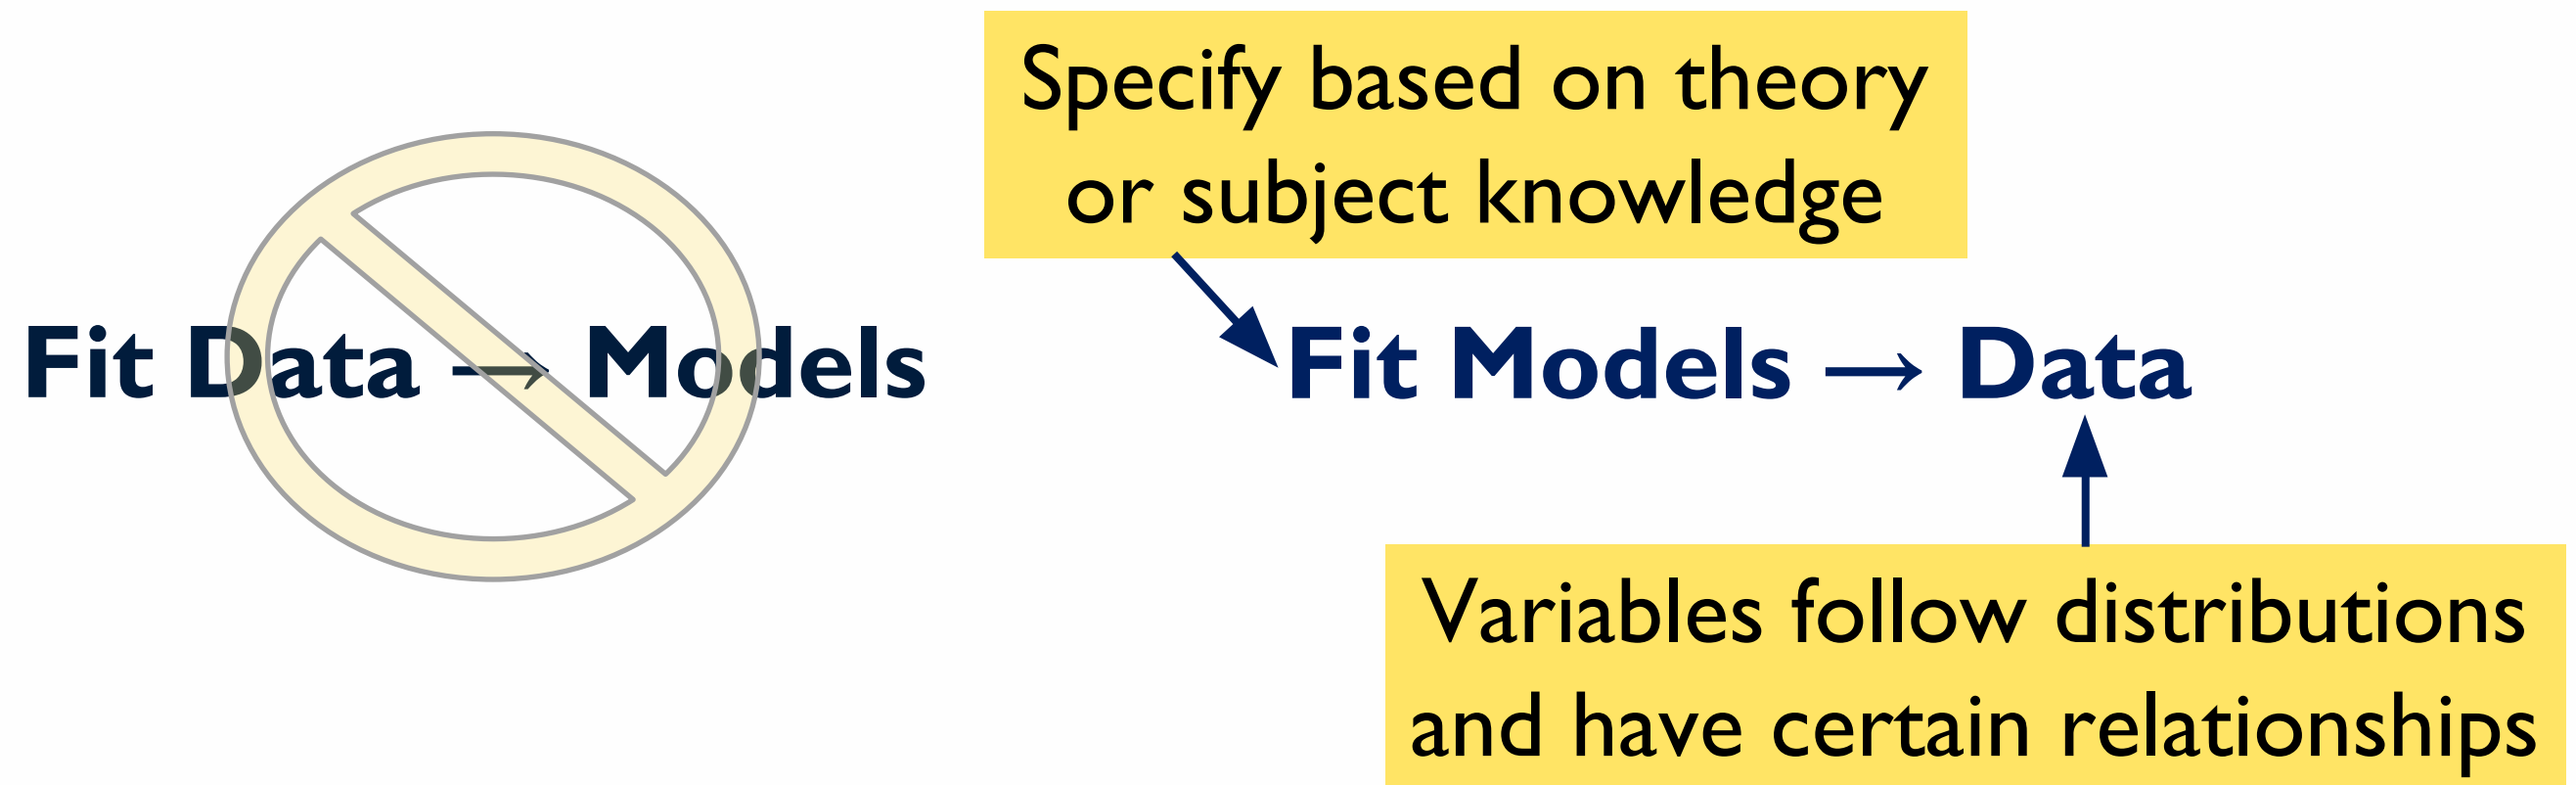 Specify based on theory
or subject knowledge
Fit Data → Models
Fit Models → Data
Variables follow distributions
and have certain relationships